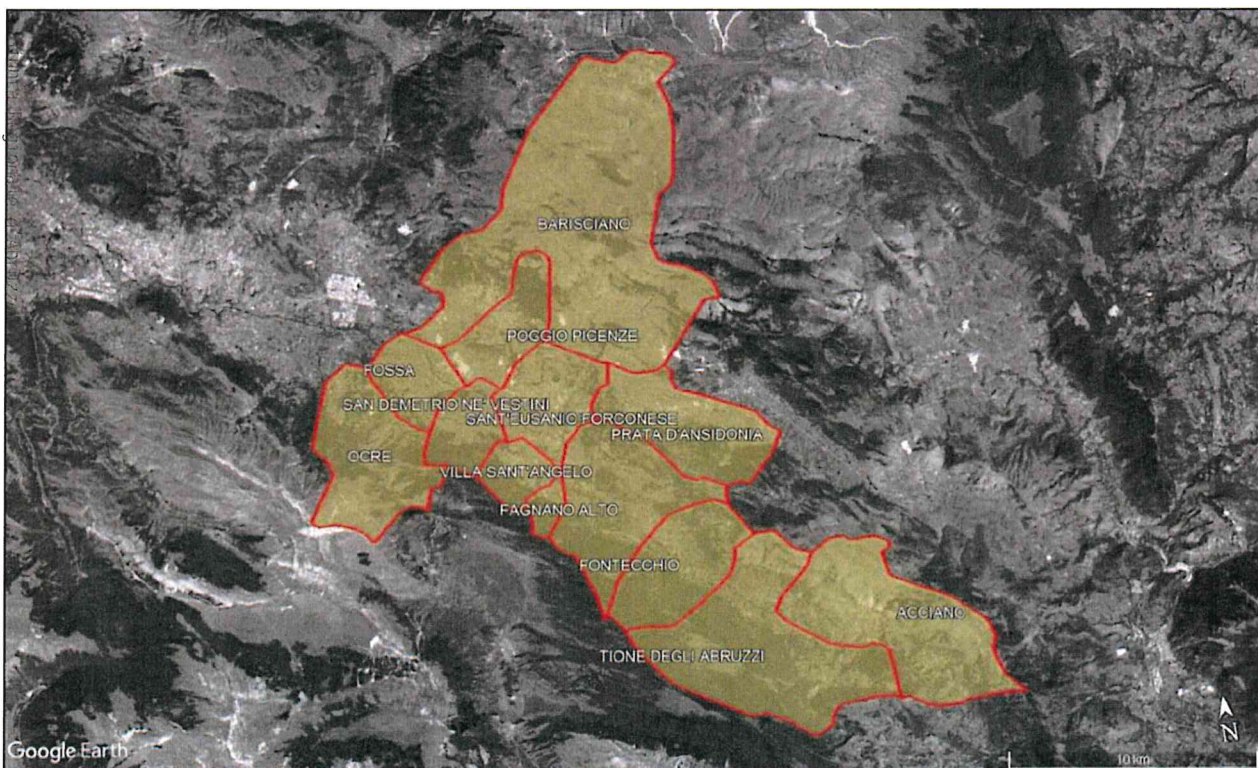 BARISCIANO
POGGIO PICENZE
FOSSA
SAN DEMETRIO NE' VESTINI
SANT'EUSANIO FORCONESE
PRATA D'ANSIDONIA
OCRE
VILLA SANT'ANGELO
FAGNANO ALTO
FONTECCHIO
ACCIANO
TIONE DEGLI ABRUZZI
N
Google Earth
10 km